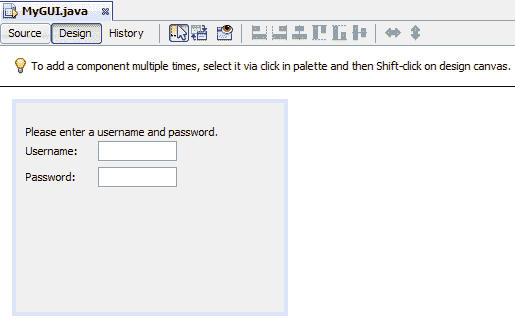 MyGUI.java
Source Design History
To add a component multiple times, select it via click in palette and then Shift-click on design canvas.
Please enter a username and password.
Username:
Password: